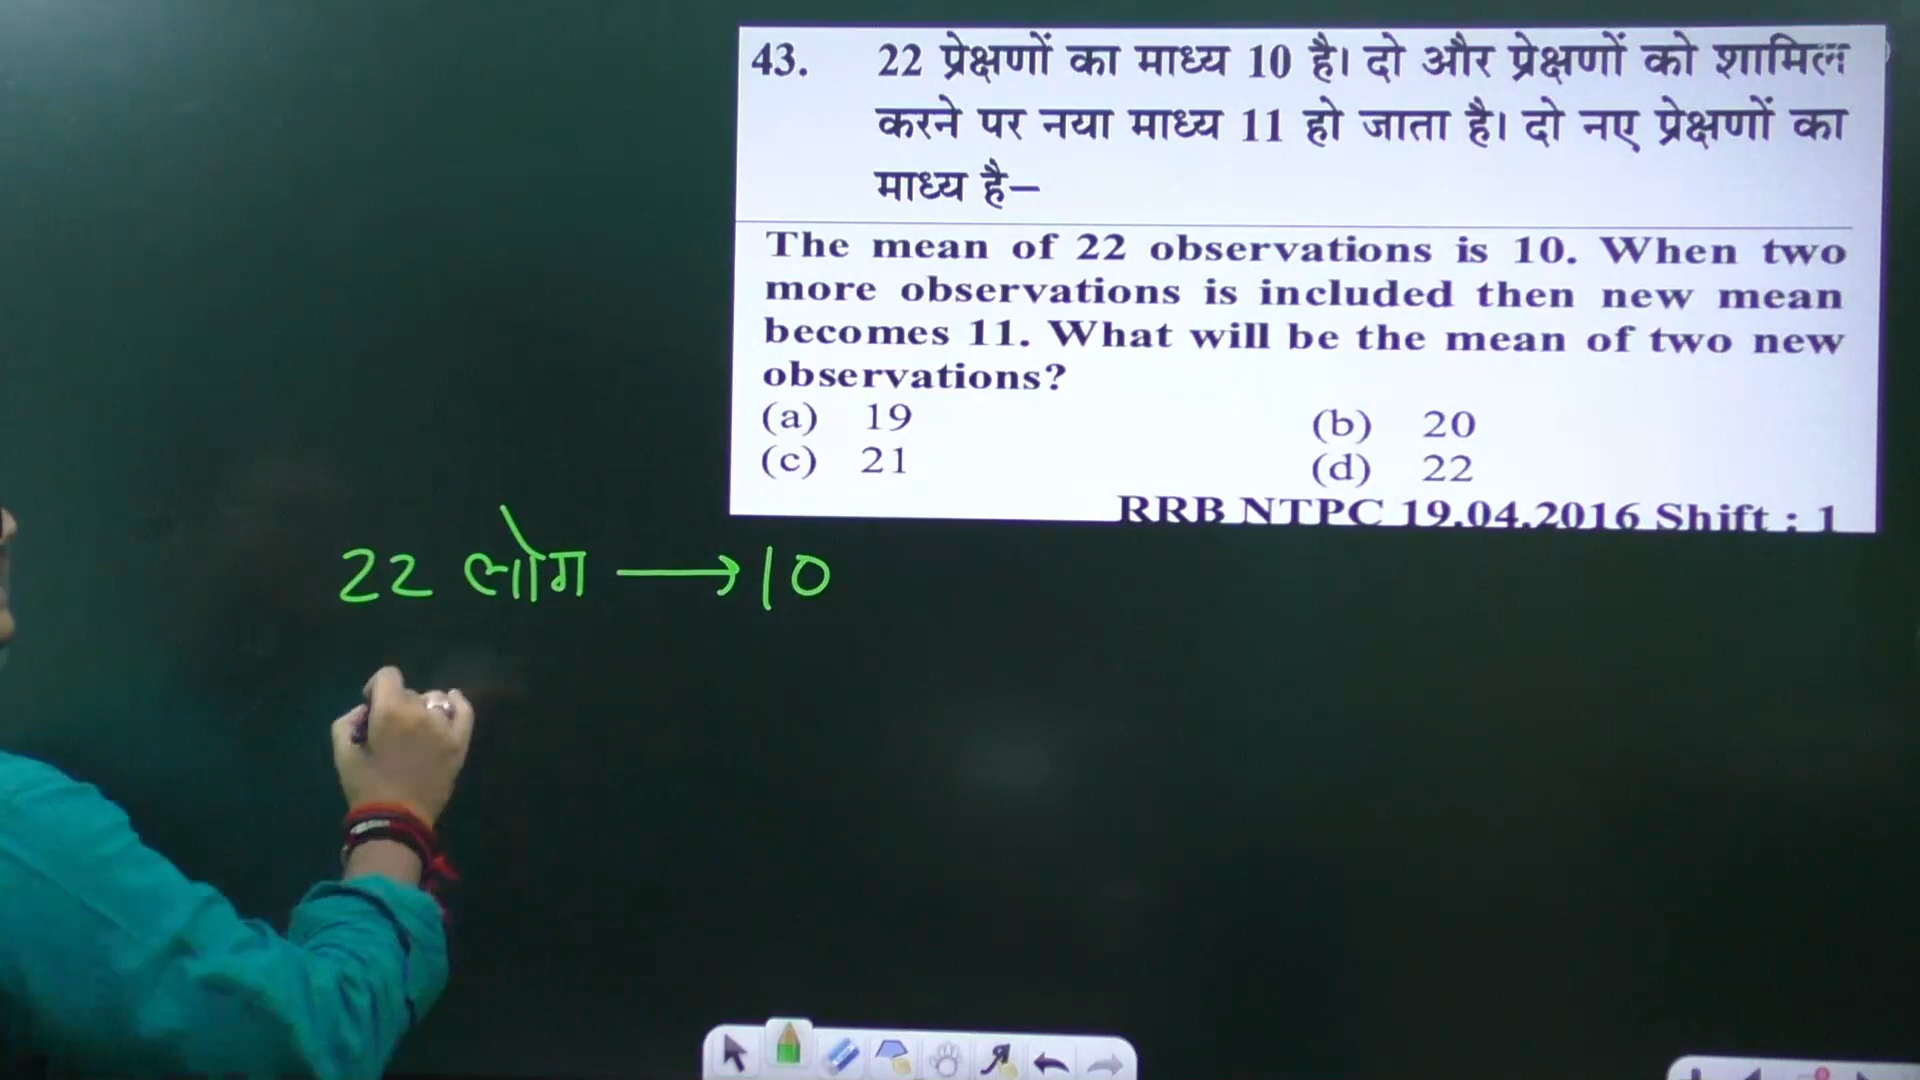 43. 22 प्रेक्षणों का माध्य 10 है। दो और प्रेक्षणों को शामिल
करने पर नया माध्य 11 हो जाता है। दो नए प्रेक्षणों का
माध्य है–
The mean of 22 observations is 10. When two
more observations is included then new mean
becomes 11. What will be the mean of two new
observations?
(a) 19 (b) 20
(c) 21 (d) 22
RRB NTPC 19.04.2016 Shift : 1
22 लोग → 10